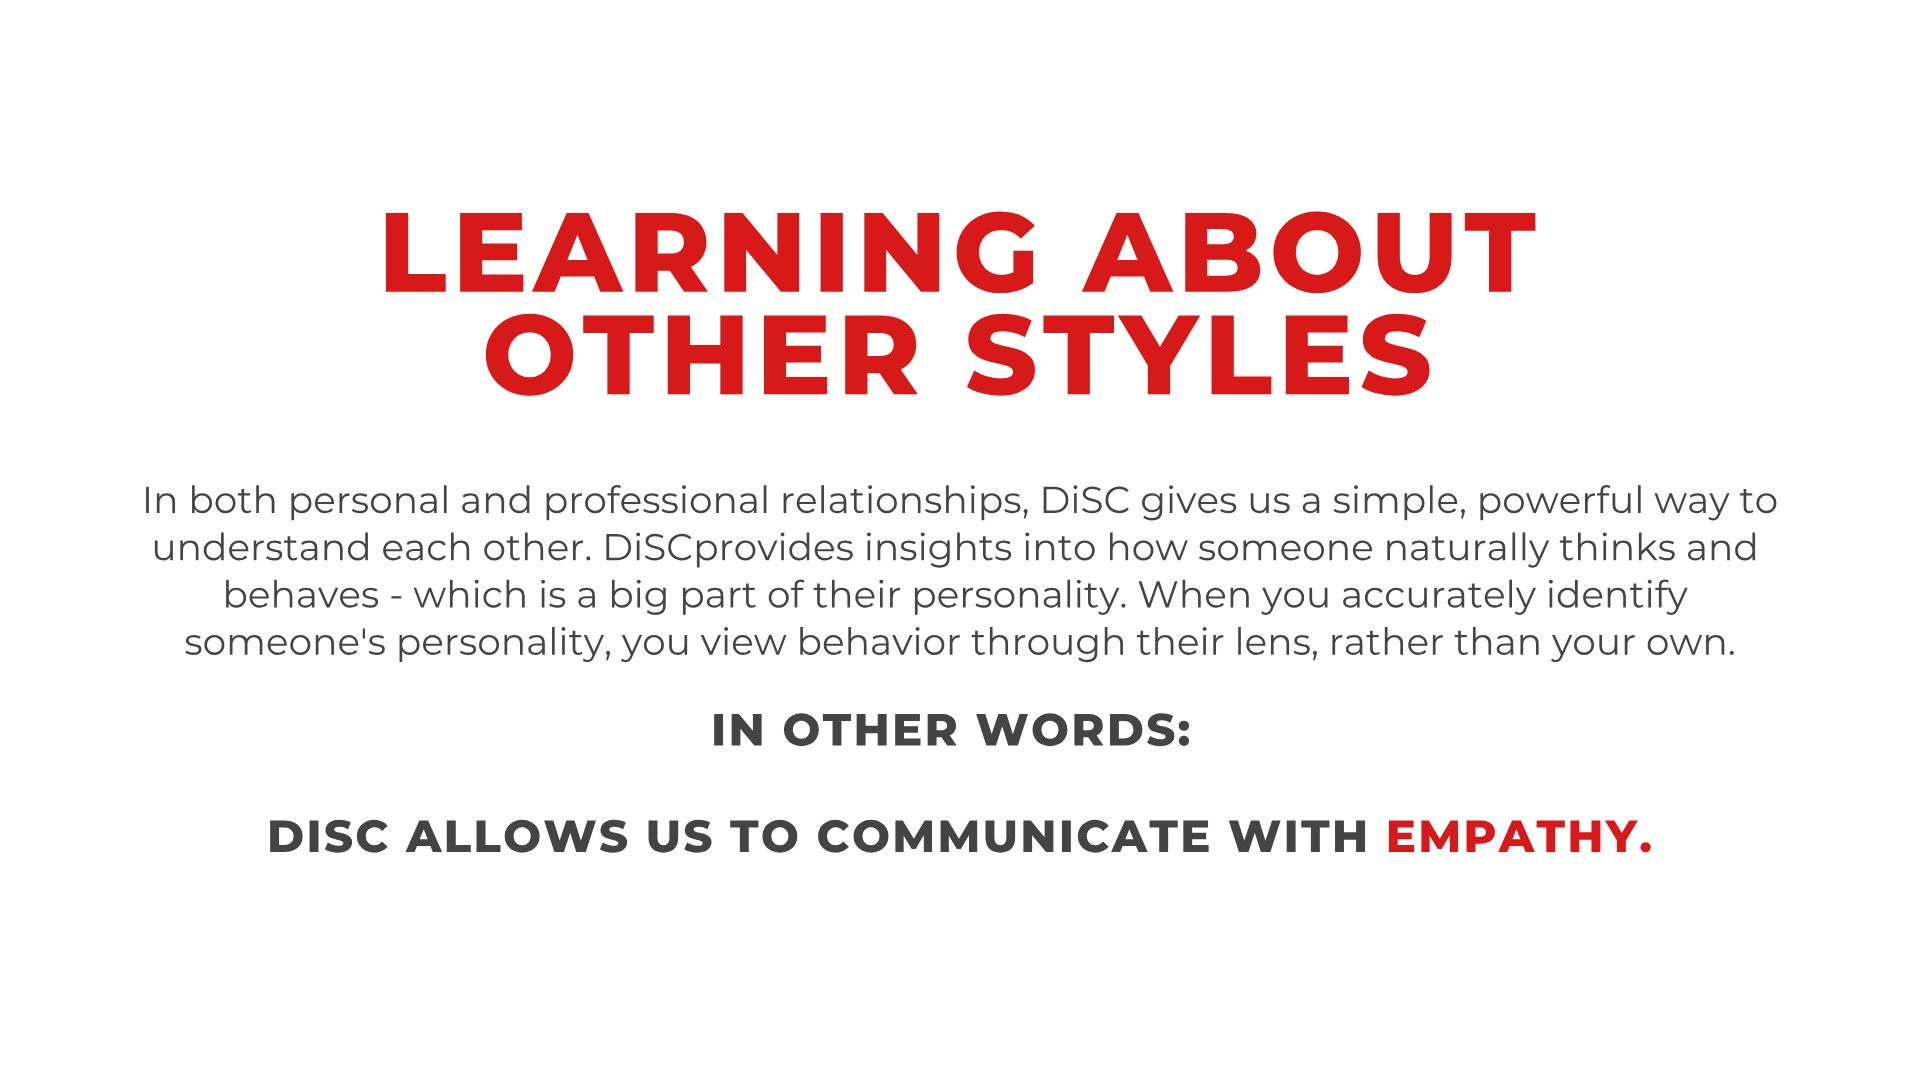 LEARNING ABOUT
OTHER STYLES
In both personal and professional relationships, DiSC gives us a simple, powerful way to
understand each other. DiSCprovides insights into how someone naturally thinks and
behaves - which is a big part of their personality. When you accurately identify
someone's personality, you view behavior through their lens, rather than your own.
IN OTHER WORDS:
DISC ALLOWS US TO COMMUNICATE WITH EMPATHY.